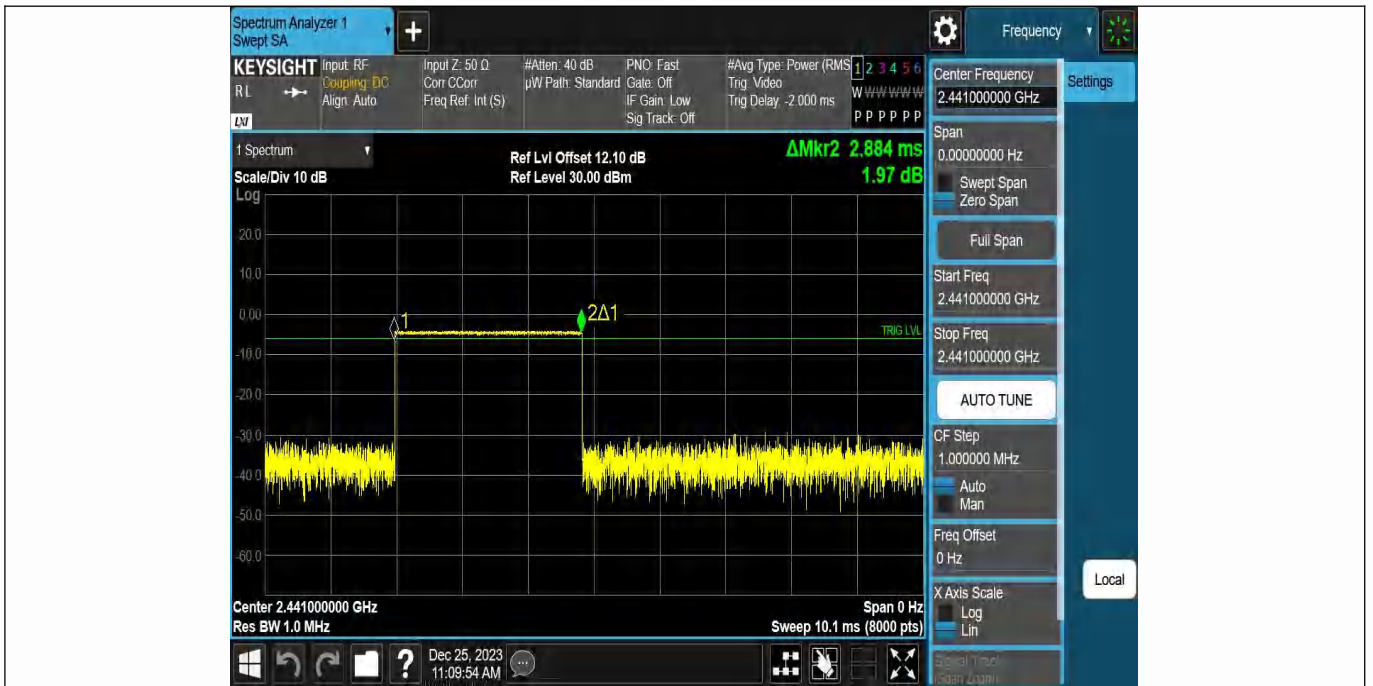 Spectrum Analyzer 1
Swept SA
+
Frequency
KEYSIGHT
RL
LXI
Input: RF
Coupling: DC
Align: Auto
Input Z: 50 Ω
Corr CCorr
Freq Ref: Int (S)
#Atten: 40 dB
µW Path: Standard
PNO: Fast
Gate: Off
IF Gain: Low
Sig Track: Off
#Avg Type: Power (RMS
Trig: Video
Trig Delay: -2.000 ms
1 2 3 4 5 6
W W W W W W
P P P P P P
1 Spectrum
Scale/Div 10 dB
Log
Ref Lvl Offset 12.10 dB
Ref Level 30.00 dBm
ΔMkr2 2.884 ms
1.97 dB
20.0
10.0
0.00
-10.0
-20.0
-30.0
-40.0
-50.0
-60.0
1
2Δ1
TRIG LVL
Center 2.441000000 GHz
Res BW 1.0 MHz
Span 0 Hz
Sweep 10.1 ms (8000 pts)
?
Dec 25, 2023
11:09:54 AM
Center Frequency
2.441000000 GHz
Settings
Span
0.00000000 Hz
Swept Span
Zero Span
Full Span
Start Freq
2.441000000 GHz
Stop Freq
2.441000000 GHz
AUTO TUNE
CF Step
1.000000 MHz
Auto
Man
Freq Offset
0 Hz
X Axis Scale
Log
Lin
Signal Track
(Span Zoom)
Local